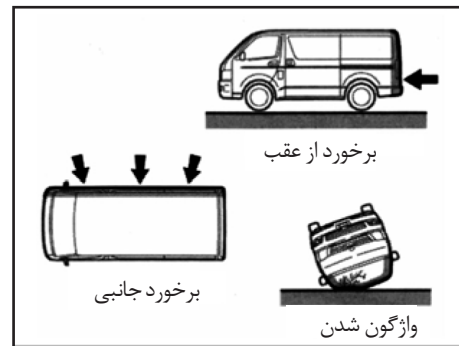 برخورد از عقب
برخورد جانبی
واژگون شدن